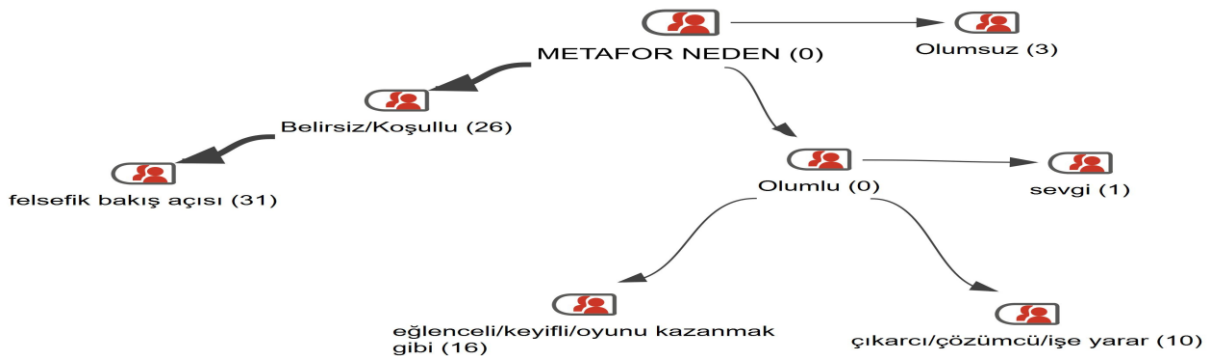 METAFOR NEDEN (0)
Olumsuz (3)
Belirsiz/Koşullu (26)
felsefik bakış açısı (31)
Olumlu (0)
sevgi (1)
eğlenceli/keyifli/oyunu kazanmak
gibi (16)
çıkarcı/çözümcü/işe yarar (10)